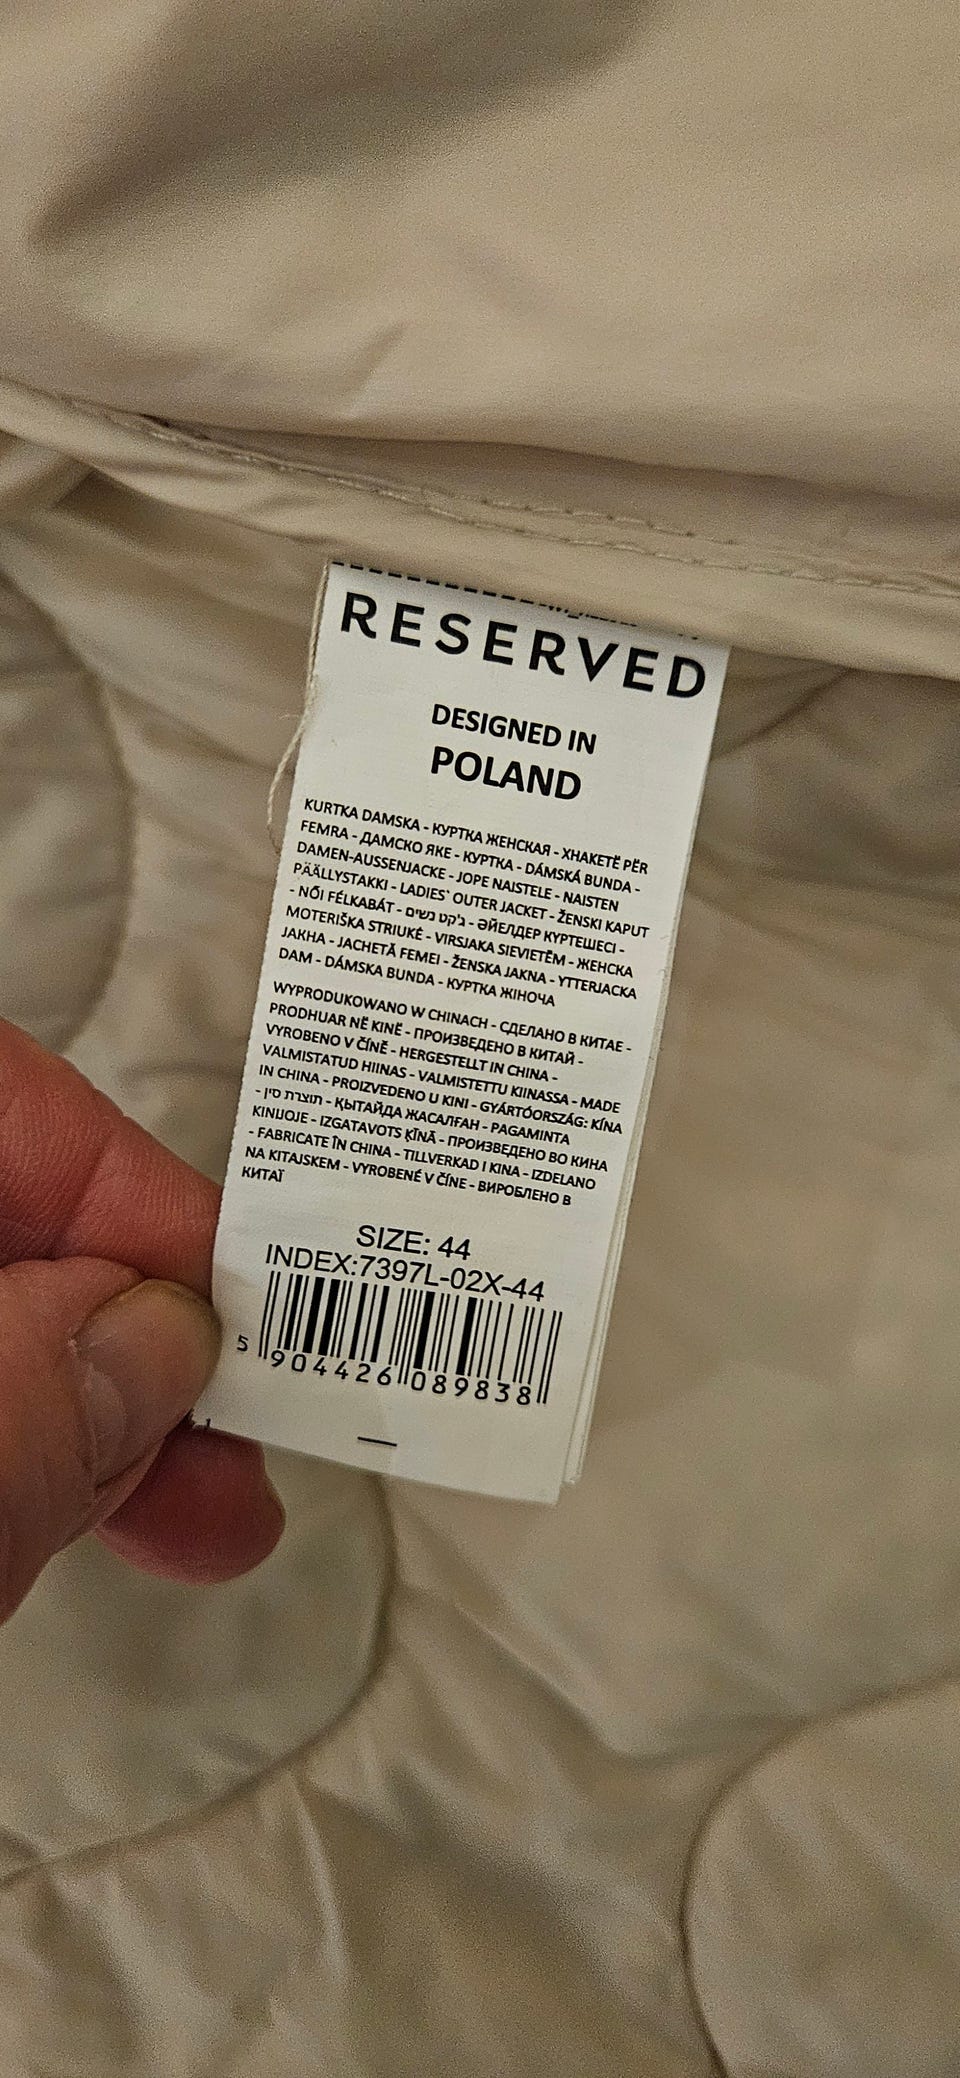 RESERVED
DESIGNED IN
POLAND
KURTKA DAMSKA - КУРТКА ЖЕНСКАЯ - XHAKETË PËR
FEMRA - ДАМСКО ЯКЕ - КУРТКА - DÁMSKÁ BUNDA -
DAMEN-AUSSENJACKE - JOPE NAISTELE - NAISTEN
PÄÄLLYSTAKKI - LADIES` OUTER JACKET - ŽENSKI KAPUT
- NŐI FÉLKABÁT - ג'קט נשים - ӘЙЕЛДЕР КҮРТЕШЕСІ -
MOTERIŠKA STRIUKĖ - VIRSJAKA SIEVIETĒM - ЖЕНСКА
ЈАКНА - JACHETĂ FEMEI - ŽENSKA JAKNA - YTTERJACKA
DAM - DÁMSKA BUNDA - КУРТКА ЖІНОЧА
WYPRODUKOWANO W CHINACH - СДЕЛАНО В КИТАЕ -
PRODHUAR NË KINË - ПРОИЗВЕДЕНО В КИТАЙ -
VYROBENO V ČÍNĚ - HERGESTELLT IN CHINA -
VALMISTATUD HIINAS - VALMISTETTU KIINASSA - MADE
IN CHINA - PROIZVEDENO U KINI - GYÁRTÓORSZÁG: KÍNA
- תוצרת סין - ҚЫТАЙДА ЖАСАЛҒАН - PAGAMINTA
KINIJOJE - IZGATAVOTS ĶĪNĀ - ПРОИЗВЕДЕНО ВО КИНА
- FABRICATE ÎN CHINA - TILLVERKAD I KINA - IZDELANO
NA KITAJSKEM - VYROBENÉ V ČÍNE - ВИРОБЛЕНО В
КИТАЇ
SIZE: 44
INDEX:7397L-02X-44
5 904426 089838